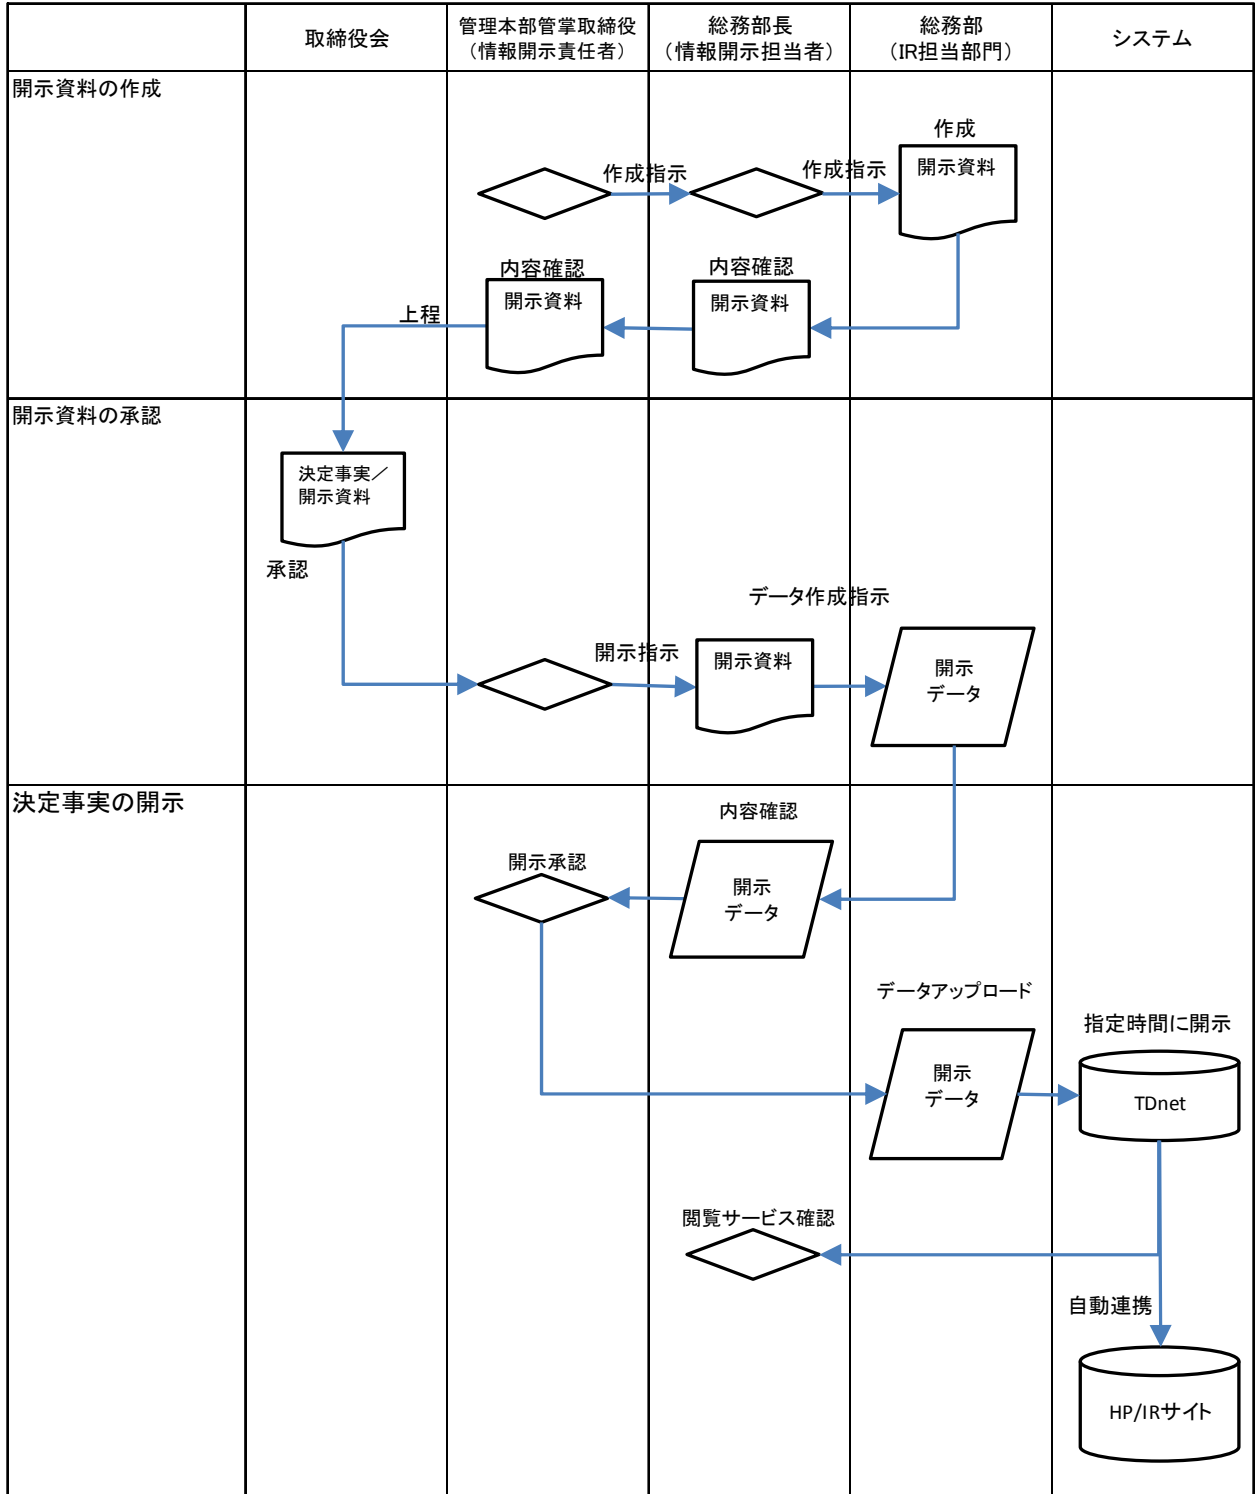 取締役会
管理本部管掌取締役
（情報開示責任者）
総務部長
（情報開示担当者）
総務部
（IR担当部門）
システム
開示資料の作成
作成
作成指示
作成指示
開示資料
内容確認
内容確認
開示資料
開示資料
上程
開示資料の承認
決定事実／
開示資料
承認
データ作成指示
開示指示
開示資料
開示
データ
決定事実の開示
内容確認
開示承認
開示
データ
データアップロード
指定時間に開示
開示
データ
TDnet
閲覧サービス確認
自動連携
HP/IRサイト